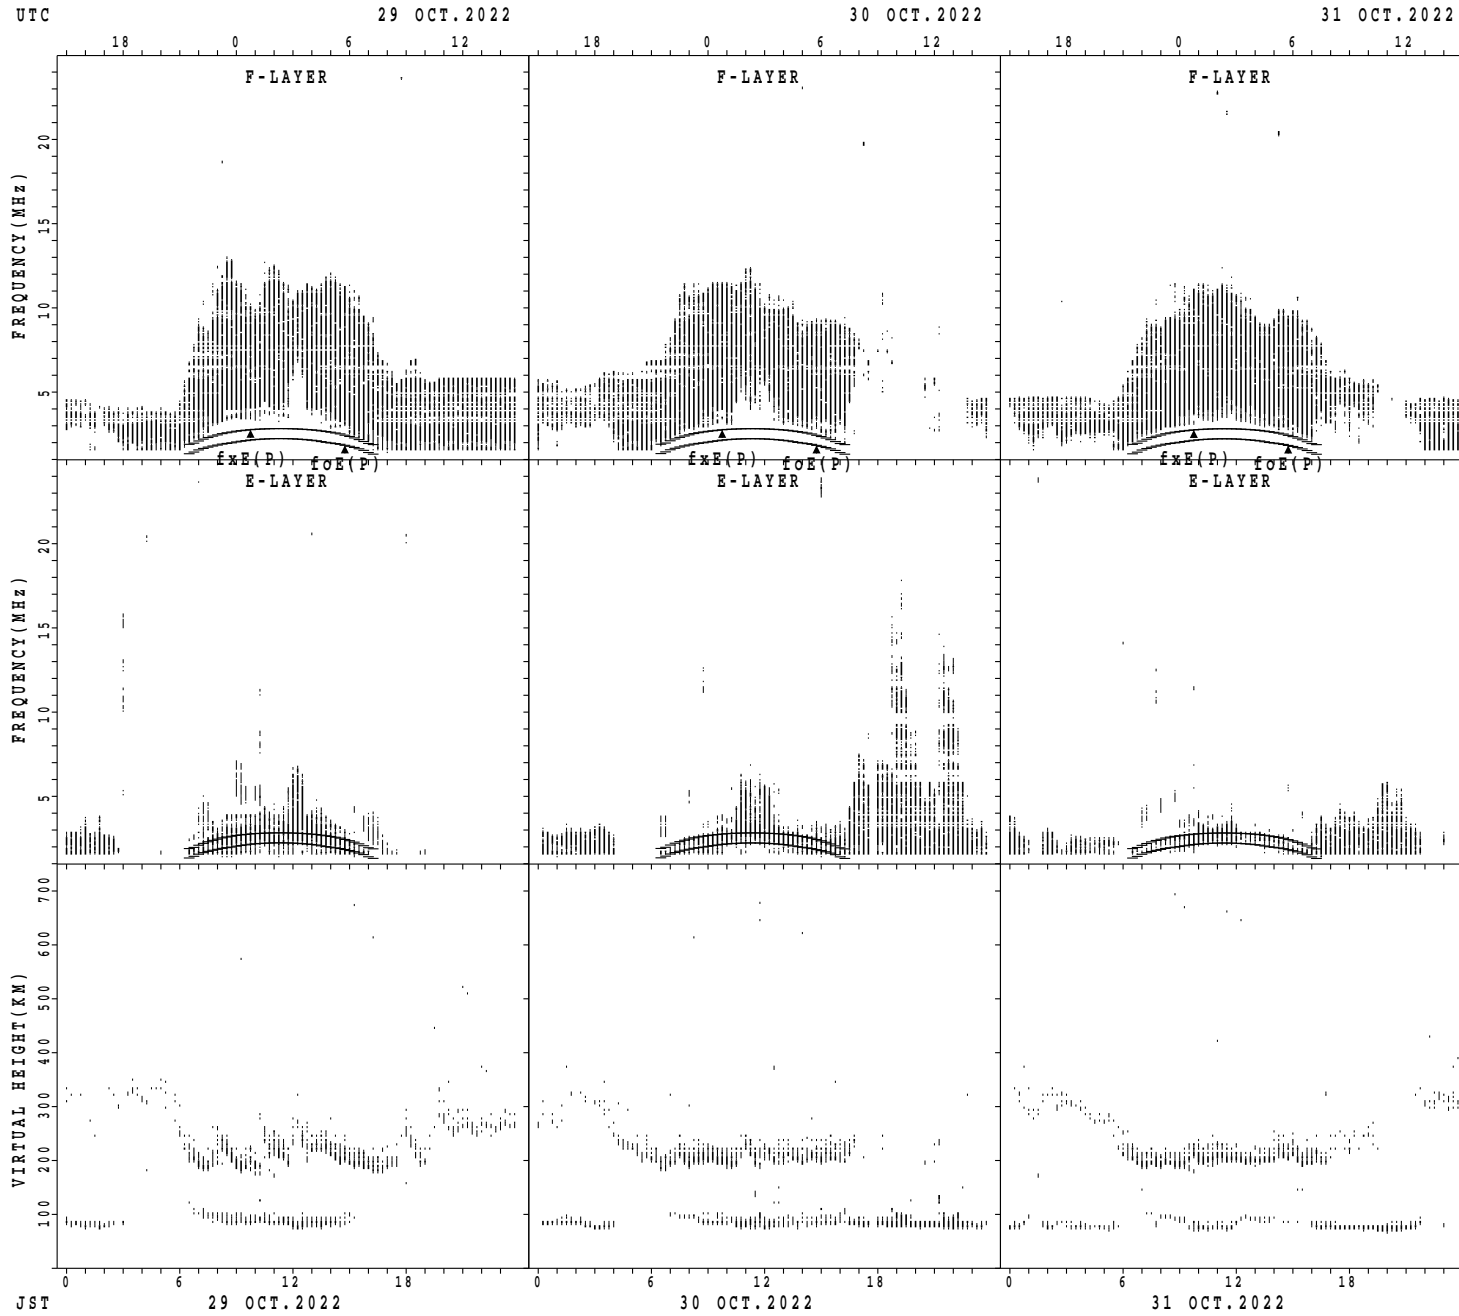 UTC 29 OCT.2022 30 OCT.2022 31 OCT.2022
18 0 6 12 18 0 6 12 18 0 6 12
F-LAYER F-LAYER F-LAYER
FREQUENCY(MHz)
20
15
10
5
fxE(P) foE(P) fxE(P) foE(P) fxE(P) foE(P)
E-LAYER E-LAYER E-LAYER
FREQUENCY(MHz)
20
15
10
5
VIRTUAL HEIGHT(KM)
700
600
500
400
300
200
100
0 6 12 18 0 6 12 18 0 6 12 18
JST 29 OCT.2022 30 OCT.2022 31 OCT.2022